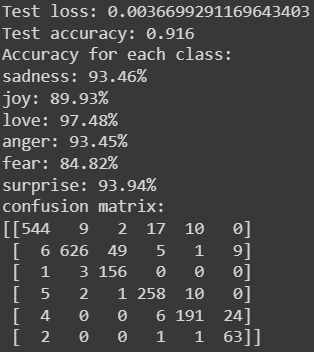 Test loss: 0.0036699291169643403
Test accuracy: 0.916
Accuracy for each class:
sadness: 93.46%
joy: 89.93%
love: 97.48%
anger: 93.45%
fear: 84.82%
surprise: 93.94%
confusion matrix:
[[544   9   2  17  10   0]
 [  6 626  49   5   1   9]
 [  1   3 156   0   0   0]
 [  5   2   1 258  10   0]
 [  4   0   0   6 191  24]
 [  2   0   0   1   1  63]]